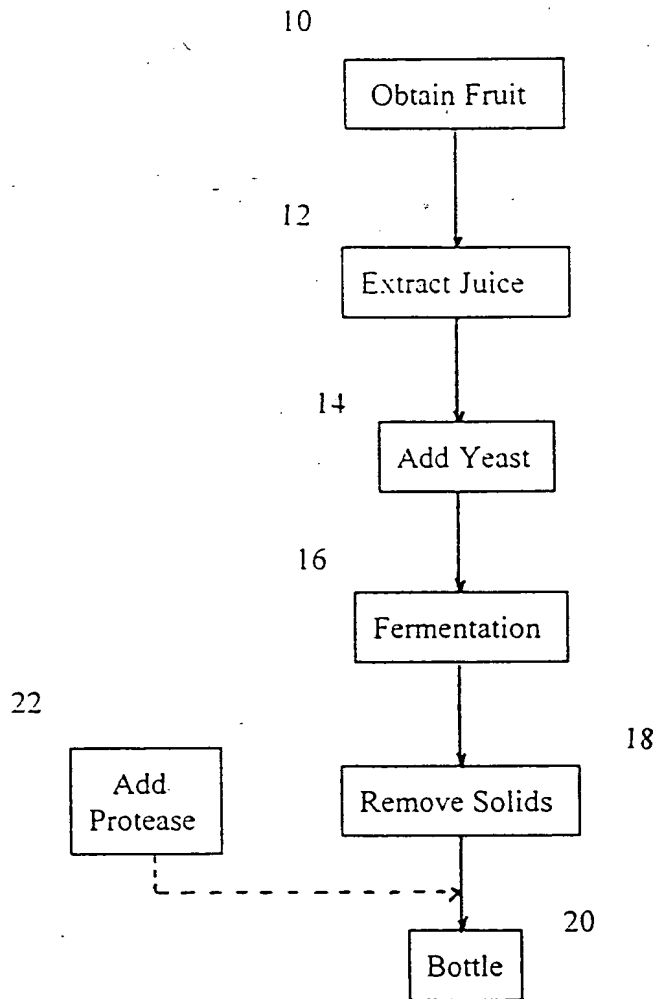 10
Obtain Fruit
12
Extract Juice
14
Add Yeast
16
Fermentation
22
Add
Protease
18
Remove Solids
20
Bottle